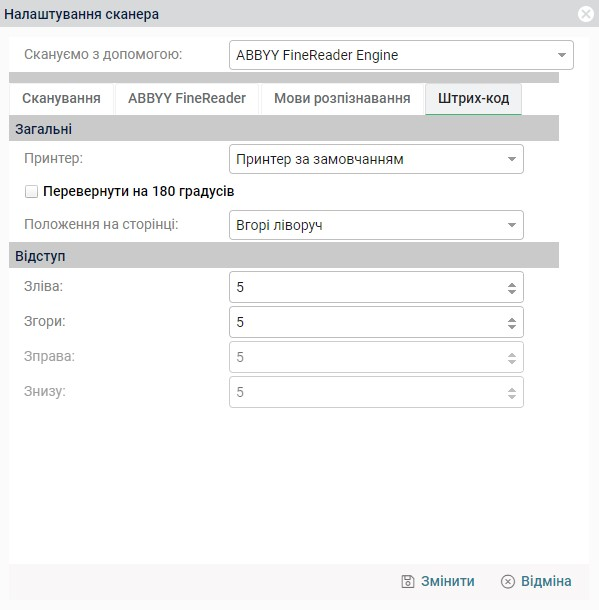 Налаштування сканера
Скануємо з допомогою: ABBYY FineReader Engine
Сканування ABBYY FineReader Мови розпізнавання Штрих-код
Загальні
Принтер: Принтер за замовчанням
Перевернути на 180 градусів
Положення на сторінці: Вгорі ліворуч
Відступ
Зліва: 5
Згори: 5
Зправа: 5
Знизу: 5
Змінити Відміна